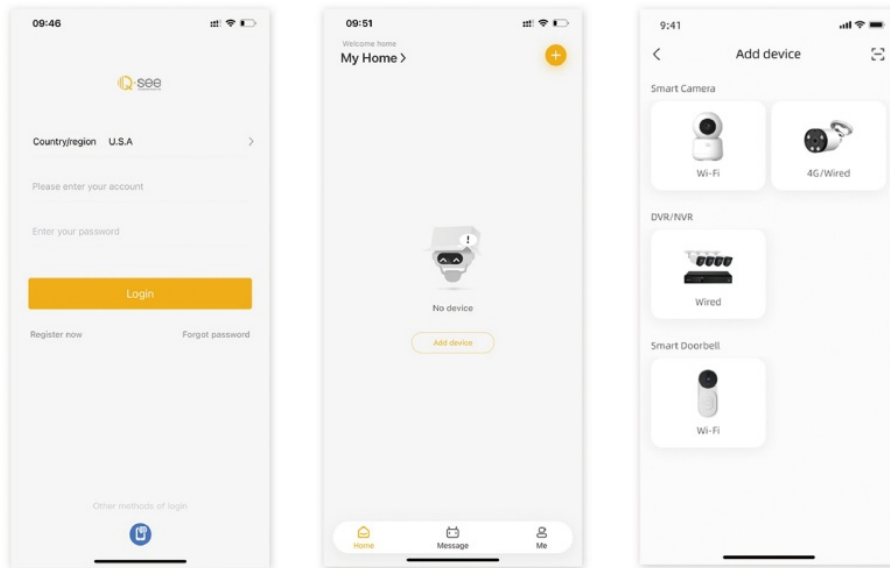 09:46
Q-see
Country/region U.S.A
Please enter your account
Enter your password
Login
Register now Forgot password
Other methods of login
09:51
Welcome home
My Home
No device
Add device
Home Message Me
9:41
Add device
Smart Camera
Wi-Fi 4G/Wired
DVR/NVR
Wired
Smart Doorbell
Wi-Fi